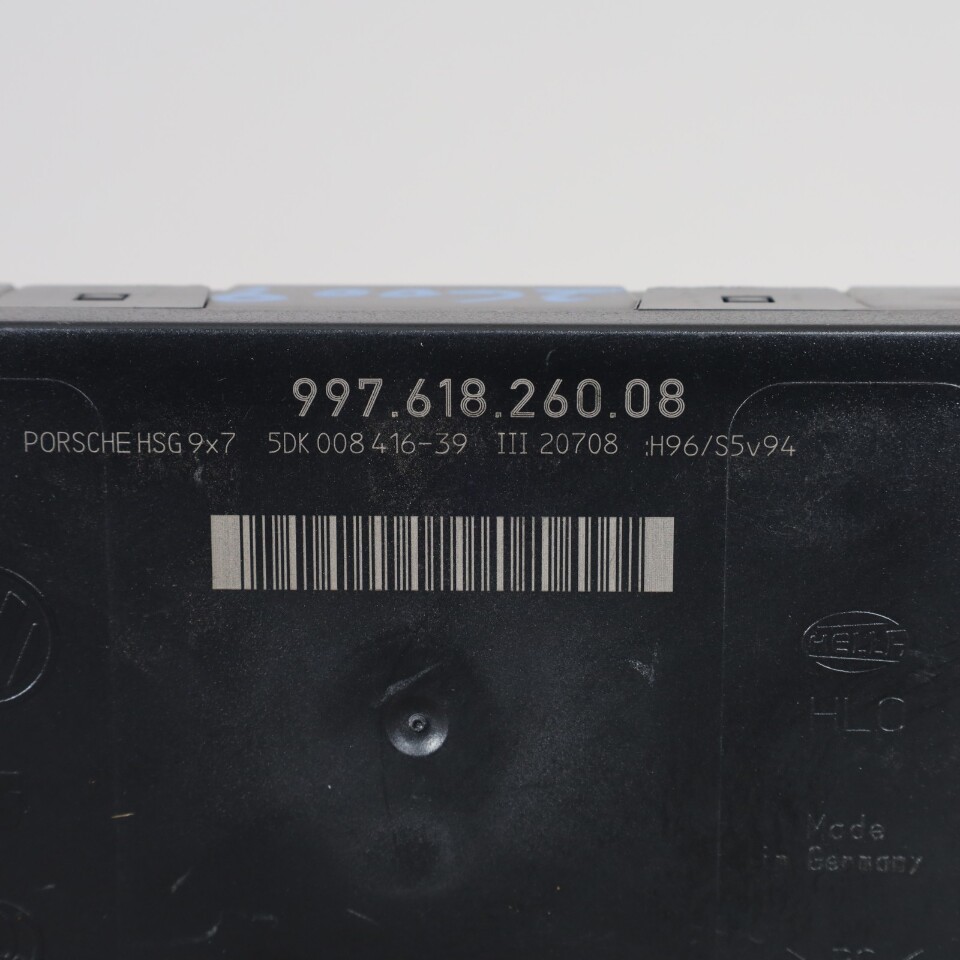 997.618.260.08
PORSCHE HSG 9x7 5DK 008 416-39 III 20708 :H96/S5v94
HELLA
HLO
Made
in Germany